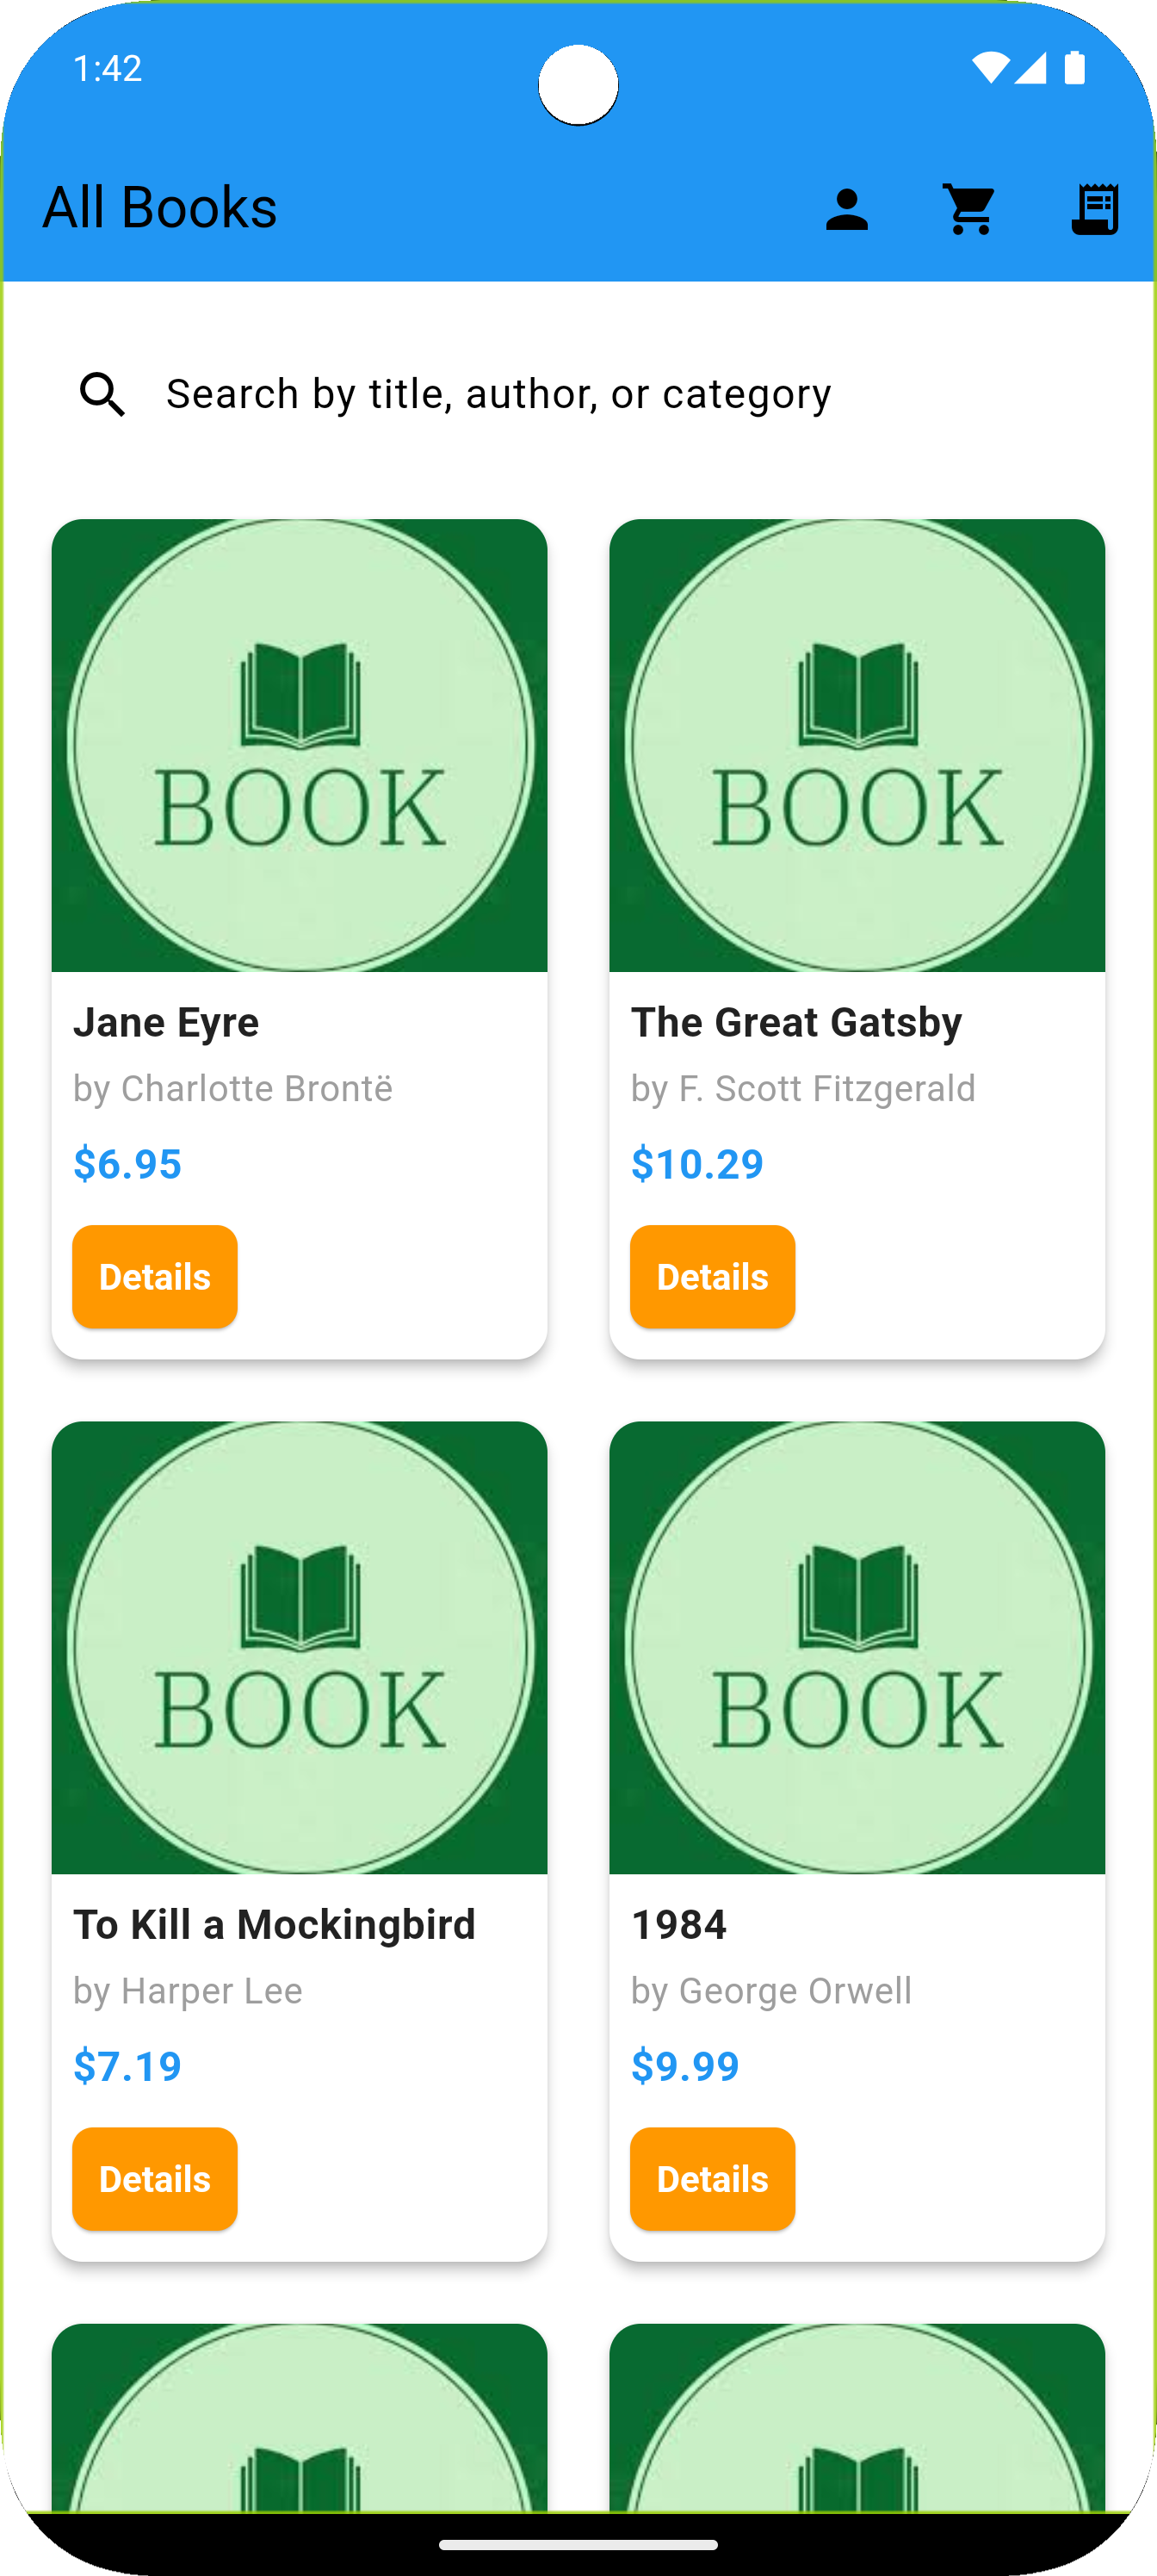 1:42
All Books
Search by title, author, or category
BOOK
BOOK
Jane Eyre
by Charlotte Brontë
$6.95
Details
The Great Gatsby
by F. Scott Fitzgerald
$10.29
Details
BOOK
BOOK
To Kill a Mockingbird
by Harper Lee
$7.19
Details
1984
by George Orwell
$9.99
Details